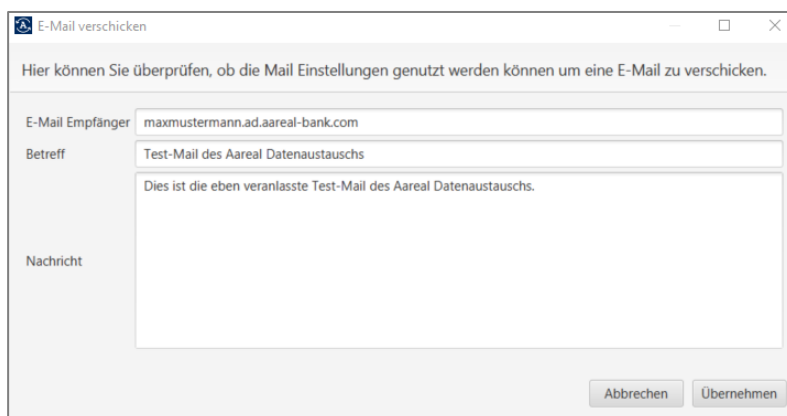 E-Mail verschicken
Hier können Sie überprüfen, ob die Mail Einstellungen genutzt werden können um eine E-Mail zu verschicken.
E-Mail Empfänger maxmustermann.ad.aareal-bank.com
Betreff Test-Mail des Aareal Datenaustauschs
Dies ist die eben veranlasste Test-Mail des Aareal Datenaustauschs.
Nachricht
Abbrechen Übernehmen